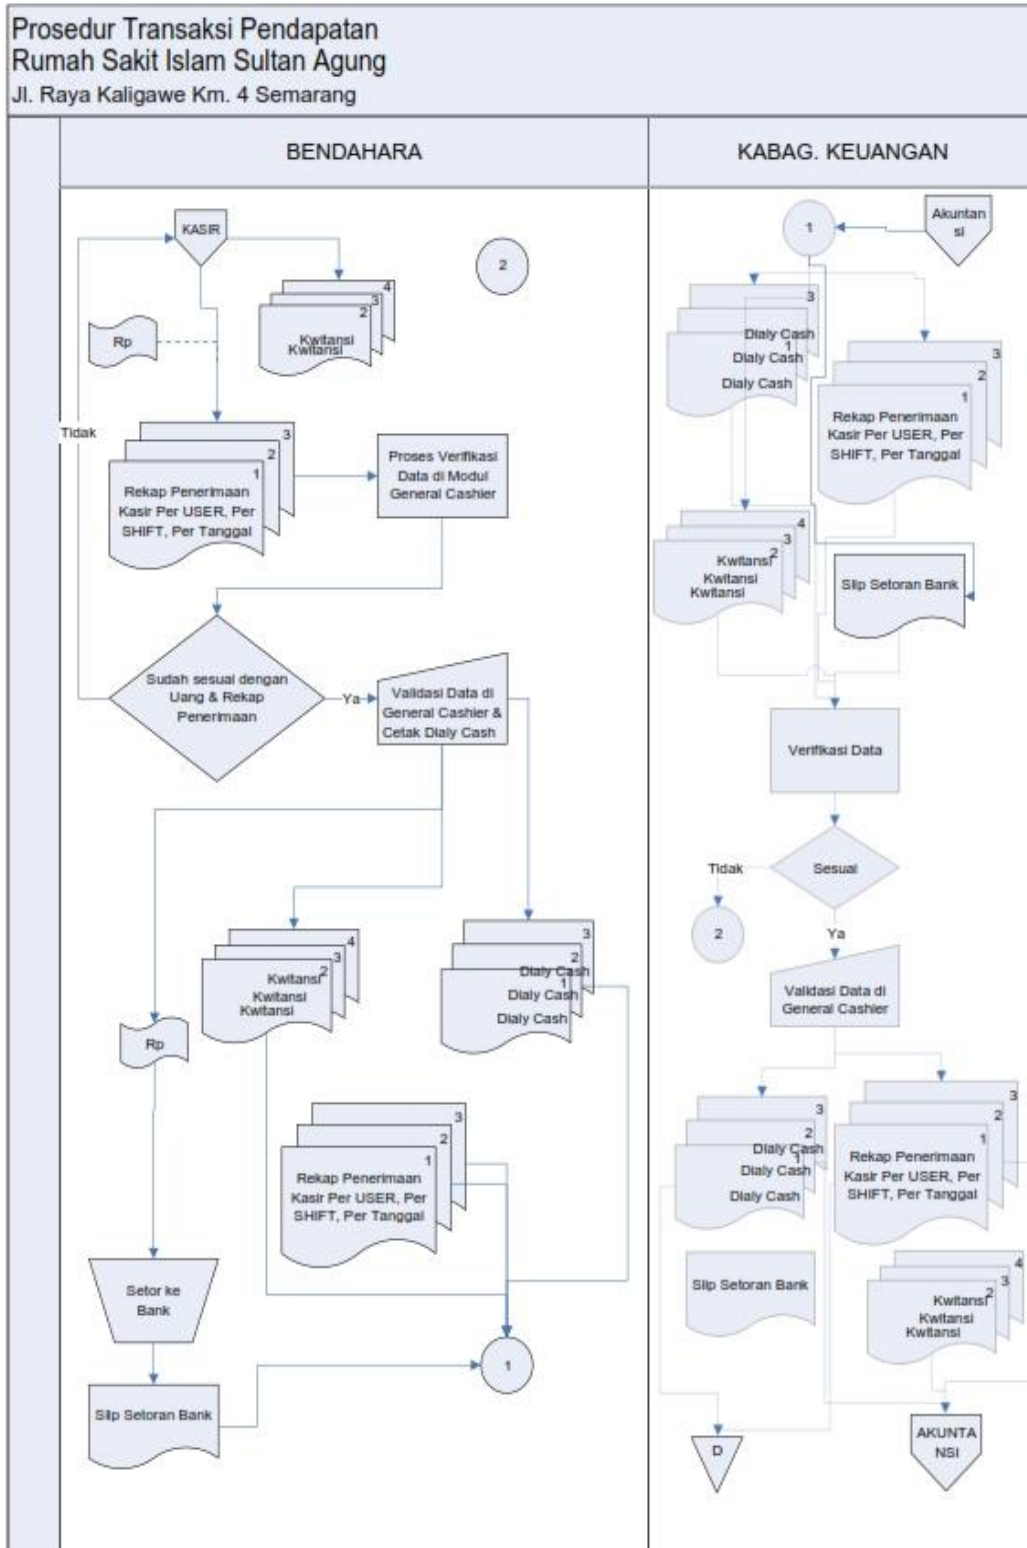 Prosedur Transaksi Pendapatan
Rumah Sakit Islam Sultan Agung
Jl. Raya Kaligawe Km. 4 Semarang
BENDAHARA
KASIR
2
4
3
2
Kwitansi
Kwitansi
Rp
Tidak
3
2
1
Rekap Penerimaan
Kasir Per USER, Per
SHIFT, Per Tanggal
Proses Verifikasi
Data di Modul
General Cashier
Sudah sesuai dengan
Uang & Rekap
Penerimaan
Ya
Validasi Data di
General Cashier &
Cetak Dialy Cash
4
3
2
Kwitansi
Kwitansi
Kwitansi
3
2
Dialy Cash
1
Dialy Cash
Dialy Cash
Rp
3
2
1
Rekap Penerimaan
Kasir Per USER, Per
SHIFT, Per Tanggal
Setor ke
Bank
1
Slip Setoran Bank
KABAG. KEUANGAN
1
Akuntan
si
3
Dialy Cash
1
Dialy Cash
Dialy Cash
3
2
1
Rekap Penerimaan
Kasir Per USER, Per
SHIFT, Per Tanggal
4
3
2
Kwitansi
Kwitansi
Kwitansi
Slip Setoran Bank
Verifikasi Data
Sesuai
Tidak
2
Ya
Validasi Data di
General Cashier
3
2
Dialy Cash
1
Dialy Cash
Dialy Cash
3
2
1
Rekap Penerimaan
Kasir Per USER, Per
SHIFT, Per Tanggal
Slip Setoran Bank
4
3
2
Kwitansi
Kwitansi
Kwitansi
D
AKUNTA
NSI